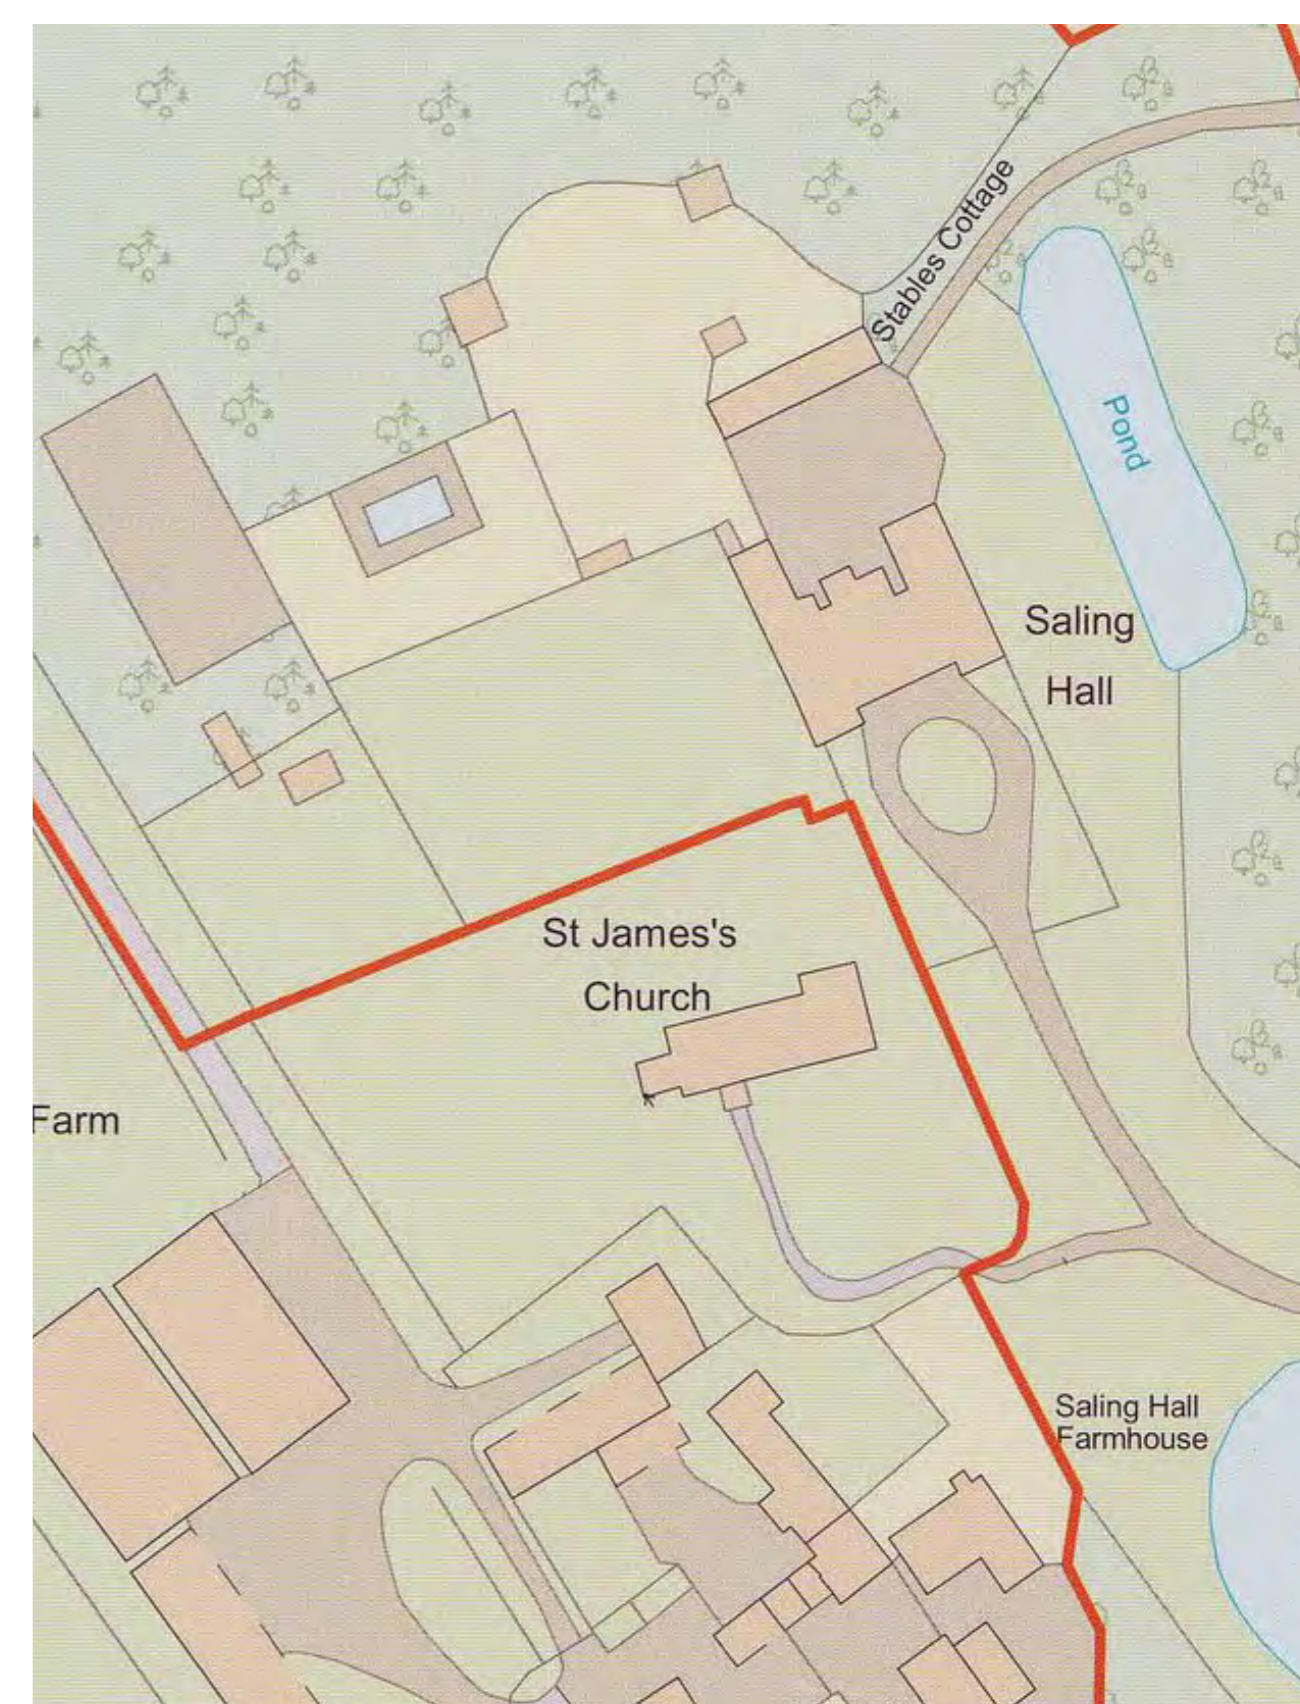 Stables Cottage
Pond
Saling
Hall
St James's
Church
Farm
Saling Hall
Farmhouse